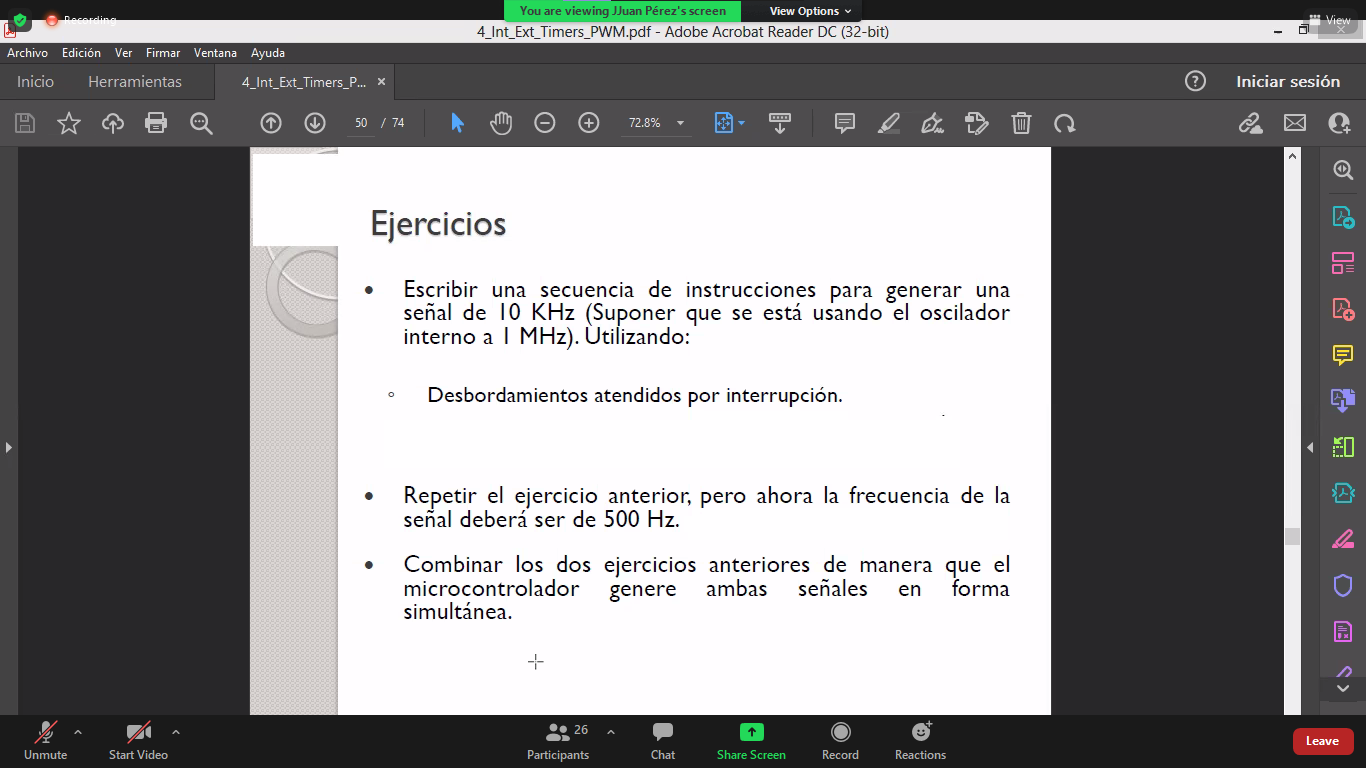 You are viewing JJuan Pérez's screen
View Options
Recording
View
4_Int_Ext_Timers_PWM.pdf - Adobe Acrobat Reader DC (32-bit)
Archivo Edición Ver Firmar Ventana Ayuda
Inicio Herramientas 4_Int_Ext_Timers_P... × Iniciar sesión
50 / 74 72.8%
Ejercicios
• Escribir una secuencia de instrucciones para generar una
señal de 10 KHz (Suponer que se está usando el oscilador
interno a 1 MHz). Utilizando:
◦ Desbordamientos atendidos por interrupción.
• Repetir el ejercicio anterior, pero ahora la frecuencia de la
señal deberá ser de 500 Hz.
• Combinar los dos ejercicios anteriores de manera que el
microcontrolador genere ambas señales en forma
simultánea.
Unmute Start Video Participants 26 Chat Share Screen Record Reactions Leave